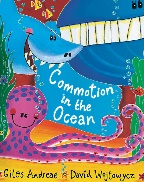 Commotion
in the
Ocean
Giles Andreae David Wojtowycz